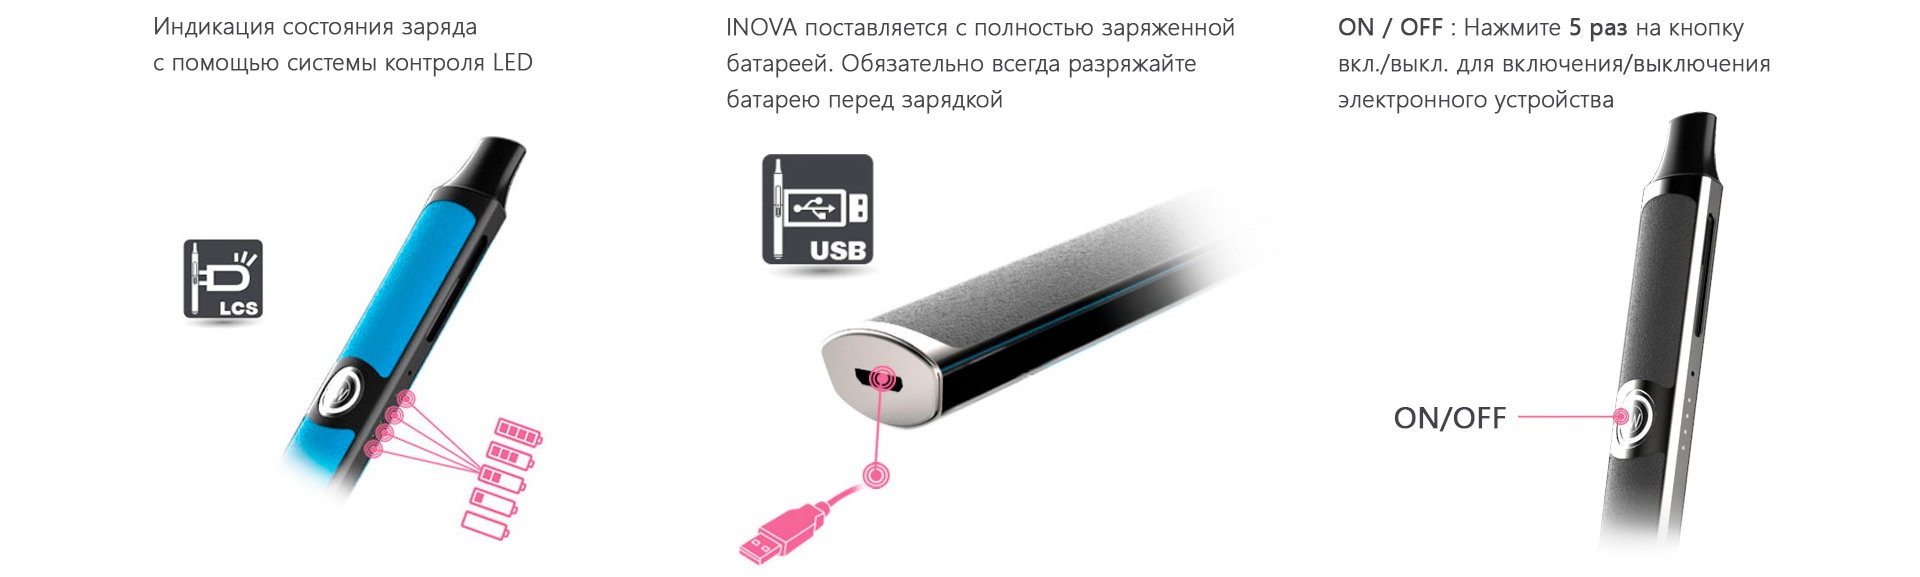 Индикация состояния заряда
с помощью системы контроля LED
LCS
INOVA поставляется с полностью заряженной
батареей. Обязательно всегда разряжайте
батарею перед зарядкой
USB
ON / OFF : Нажмите 5 раз на кнопку
вкл./выкл. для включения/выключения
электронного устройства
ON/OFF